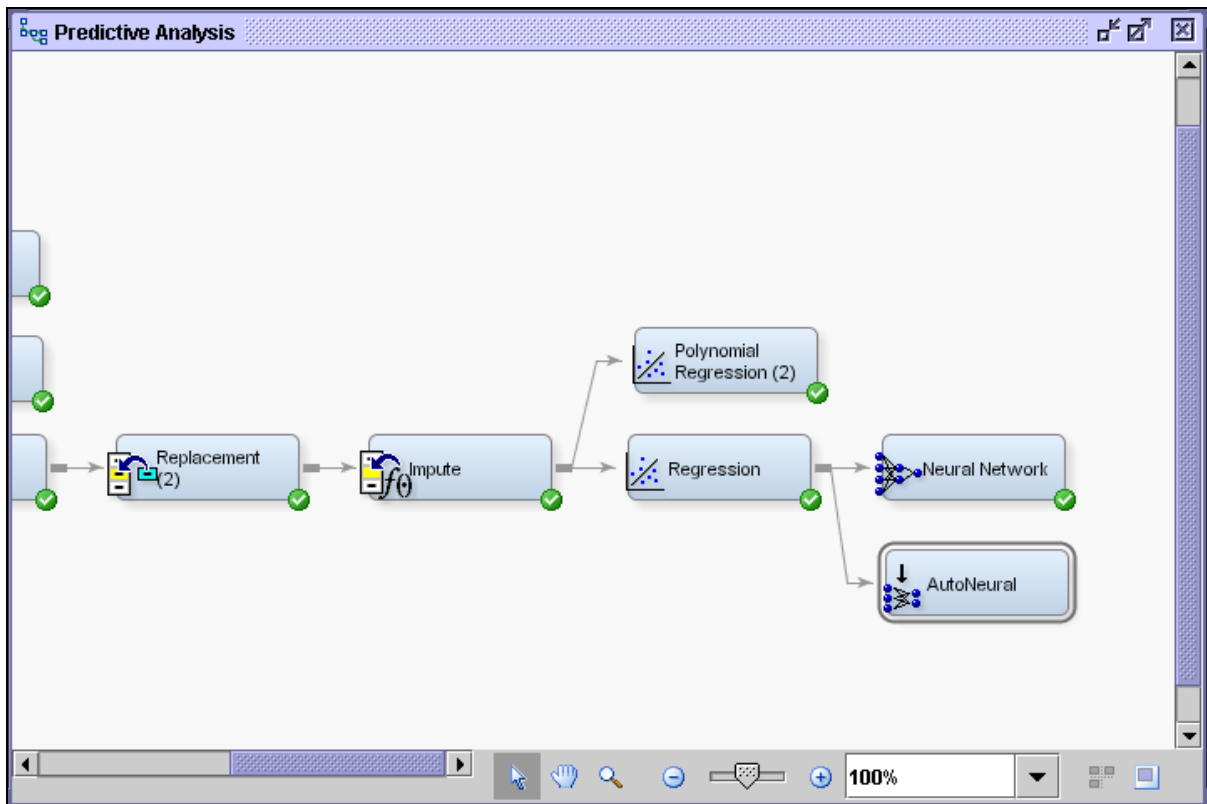 Predictive Analysis
Polynomial
Regression (2)
Replacement
(2)
Impute
Regression
Neural Network
AutoNeural
100%